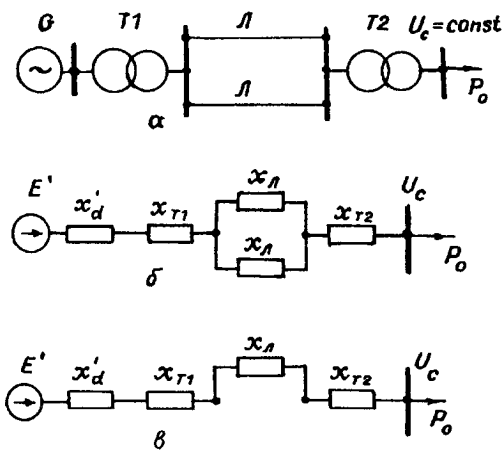 G T1 Л T2 U_c=const
Л P_o
а
E' x'_d x_T1 x_Л x_T2 U_c
x_Л P_o
б
E' x'_d x_T1 x_Л x_T2 U_c
P_o
в